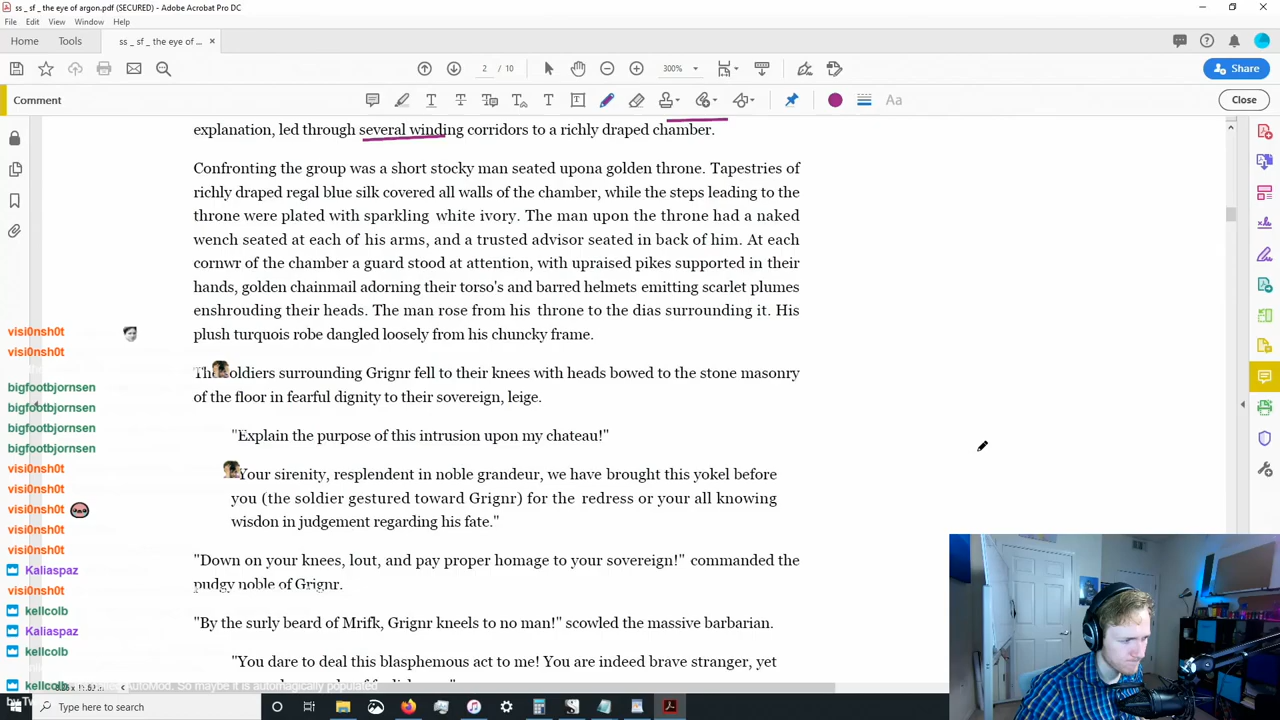 ss _ sf _ the eye of argon.pdf (SECURED) - Adobe Acrobat Pro DC
File Edit View Window Help
Home Tools ss _ sf _ the eye of ... ×
2 / 10 300% Share
Comment Close
explanation, led through several winding corridors to a richly draped chamber.
Confronting the group was a short stocky man seated upona golden throne. Tapestries of
richly draped regal blue silk covered all walls of the chamber, while the steps leading to the
throne were plated with sparkling white ivory. The man upon the throne had a naked
wench seated at each of his arms, and a trusted advisor seated in back of him. At each
cornwr of the chamber a guard stood at attention, with upraised pikes supported in their
hands, golden chainmail adorning their torso's and barred helmets emitting scarlet plumes
enshrouding their heads. The man rose from his throne to the dias surrounding it. His
plush turquois robe dangled loosely from his chuncky frame.
The soldiers surrounding Grignr fell to their knees with heads bowed to the stone masonry
of the floor in fearful dignity to their sovereign, leige.
"Explain the purpose of this intrusion upon my chateau!"
"Your sirenity, resplendent in noble grandeur, we have brought this yokel before
you (the soldier gestured toward Grignr) for the redress or your all knowing
wisdon in judgement regarding his fate."
"Down on your knees, lout, and pay proper homage to your sovereign!" commanded the
pudgy noble of Grignr.
"By the surly beard of Mrifk, Grignr kneels to no man!" scowled the massive barbarian.
"You dare to deal this blasphemous act to me! You are indeed brave stranger, yet
visi0nsh0t
visi0nsh0t
bigfootbjornsen
bigfootbjornsen
bigfootbjornsen
bigfootbjornsen
visi0nsh0t
visi0nsh0t
visi0nsh0t
visi0nsh0t
visi0nsh0t
Kaliaspaz
visi0nsh0t
kellcolb
Kaliaspaz
kellcolb
kellcolb AutoMod. So maybe it is automagically populated
Type here to search